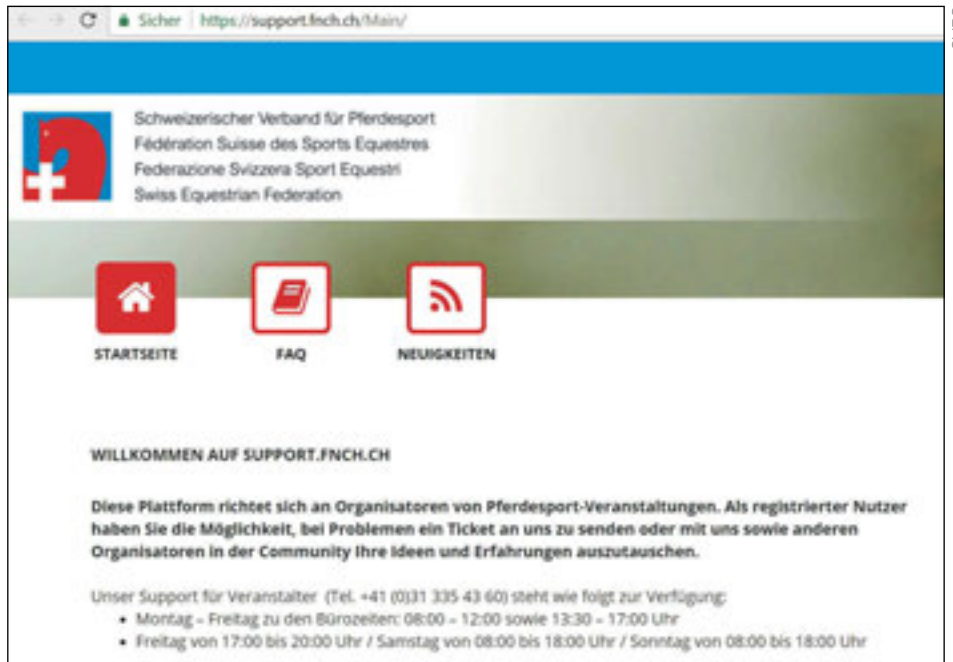 Sicher | https://support.fnch.ch/Main/
Schweizerischer Verband für Pferdesport
Fédération Suisse des Sports Equestres
Federazione Svizzera Sport Equestri
Swiss Equestrian Federation
STARTSEITE FAQ NEUIGKEITEN
WILLKOMMEN AUF SUPPORT.FNCH.CH
Diese Plattform richtet sich an Organisatoren von Pferdesport-Veranstaltungen. Als registrierter Nutzer
haben Sie die Möglichkeit, bei Problemen ein Ticket an uns zu senden oder mit uns sowie anderen
Organisatoren in der Community Ihre Ideen und Erfahrungen auszutauschen.
Unser Support für Veranstalter (Tel. +41 (0)31 335 43 60) steht wie folgt zur Verfügung:
• Montag – Freitag zu den Bürozeiten: 08:00 – 12:00 sowie 13:30 – 17:00 Uhr
• Freitag von 17:00 bis 20:00 Uhr / Samstag von 08:00 bis 18:00 Uhr / Sonntag von 08:00 bis 18:00 Uhr